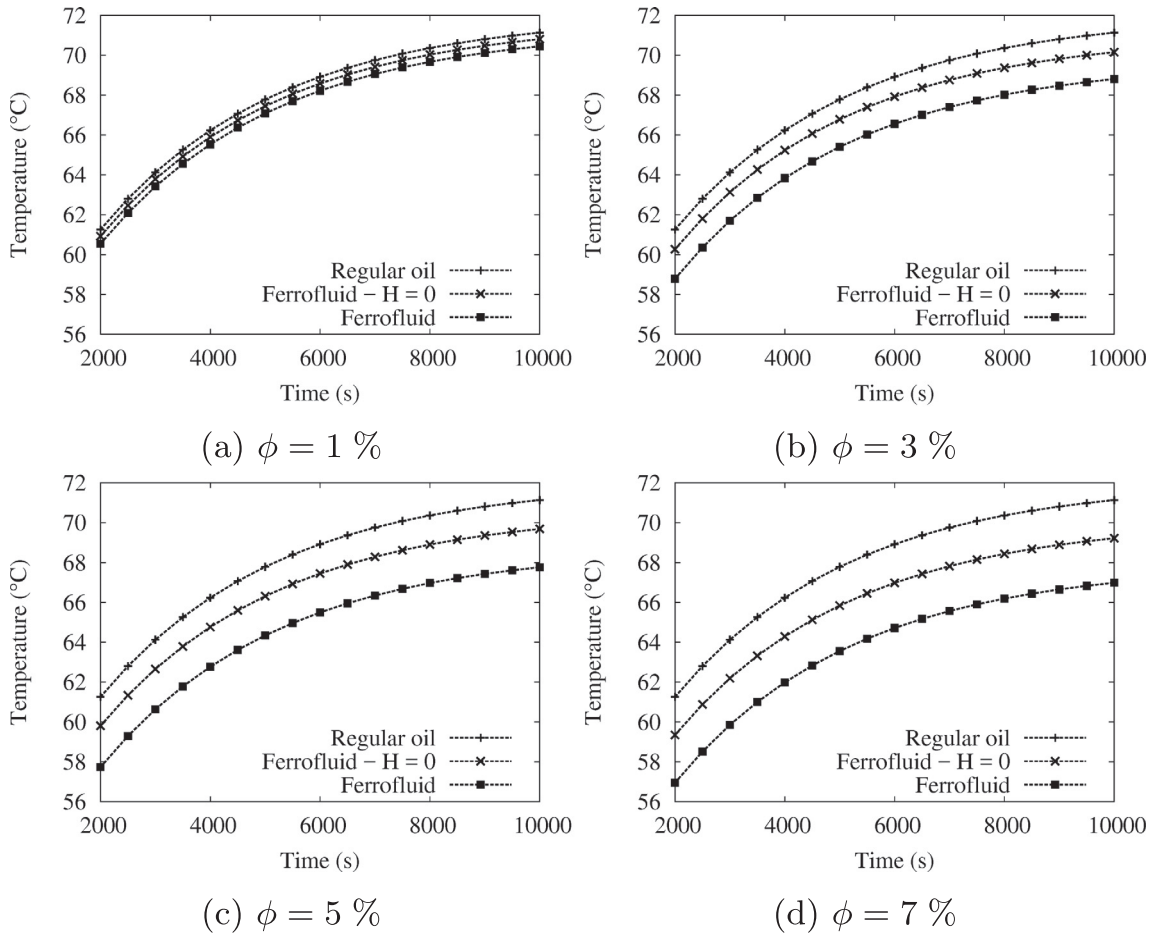 72
70
68
66
64
62
60
58
56
Temperature (°C)
Regular oil
Ferrofluid – H = 0
Ferrofluid
2000 4000 6000 8000 10000
Time (s)
(a) ϕ = 1 %
72
70
68
66
64
62
60
58
56
Temperature (°C)
Regular oil
Ferrofluid – H = 0
Ferrofluid
2000 4000 6000 8000 10000
Time (s)
(b) ϕ = 3 %
72
70
68
66
64
62
60
58
56
Temperature (°C)
Regular oil
Ferrofluid – H = 0
Ferrofluid
2000 4000 6000 8000 10000
Time (s)
(c) ϕ = 5 %
72
70
68
66
64
62
60
58
56
Temperature (°C)
Regular oil
Ferrofluid – H = 0
Ferrofluid
2000 4000 6000 8000 10000
Time (s)
(d) ϕ = 7 %